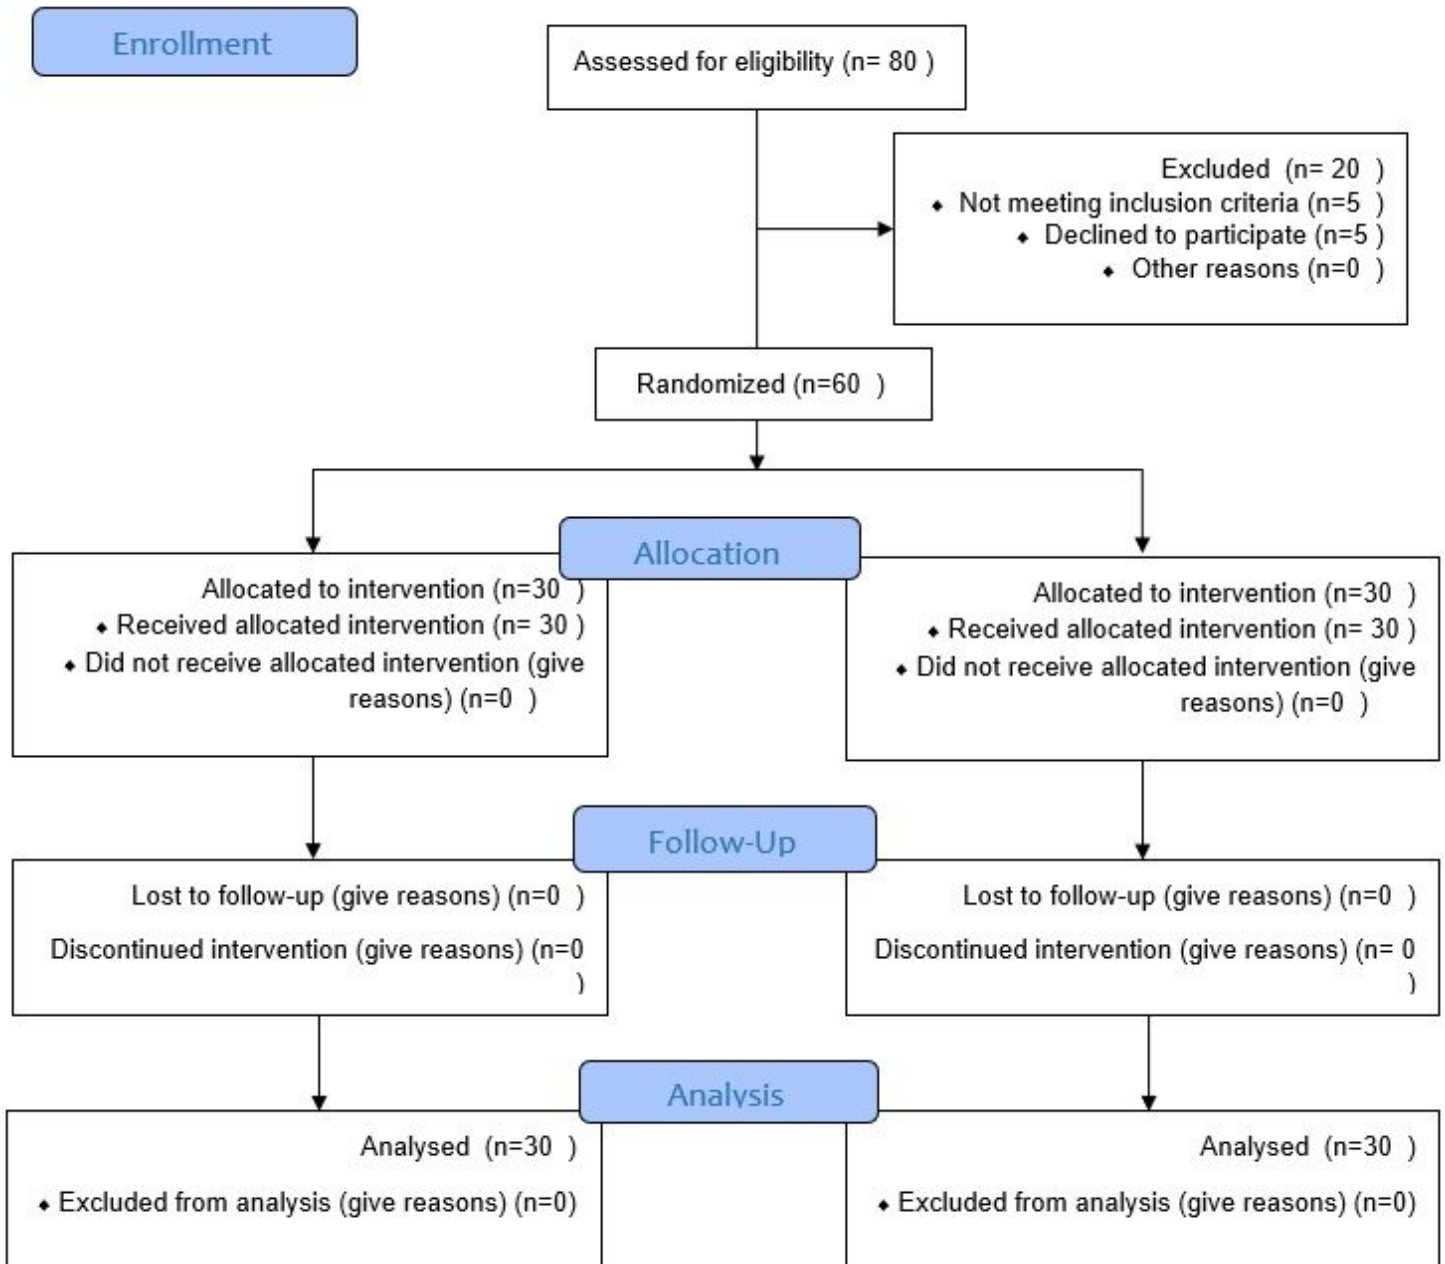 Enrollment
Assessed for eligibility (n= 80 )
Excluded (n= 20 )
⬥ Not meeting inclusion criteria (n=5 )
⬥ Declined to participate (n=5 )
⬥ Other reasons (n=0 )
Randomized (n=60 )
Allocation
Allocated to intervention (n=30 )
⬥ Received allocated intervention (n= 30 )
⬥ Did not receive allocated intervention (give
reasons) (n=0 )
Allocated to intervention (n=30 )
⬥ Received allocated intervention (n= 30 )
⬥ Did not receive allocated intervention (give
reasons) (n=0 )
Follow-Up
Lost to follow-up (give reasons) (n=0 )
Discontinued intervention (give reasons) (n=0
)
Lost to follow-up (give reasons) (n=0 )
Discontinued intervention (give reasons) (n= 0
)
Analysis
Analysed (n=30 )
⬥ Excluded from analysis (give reasons) (n=0)
Analysed (n=30 )
⬥ Excluded from analysis (give reasons) (n=0)